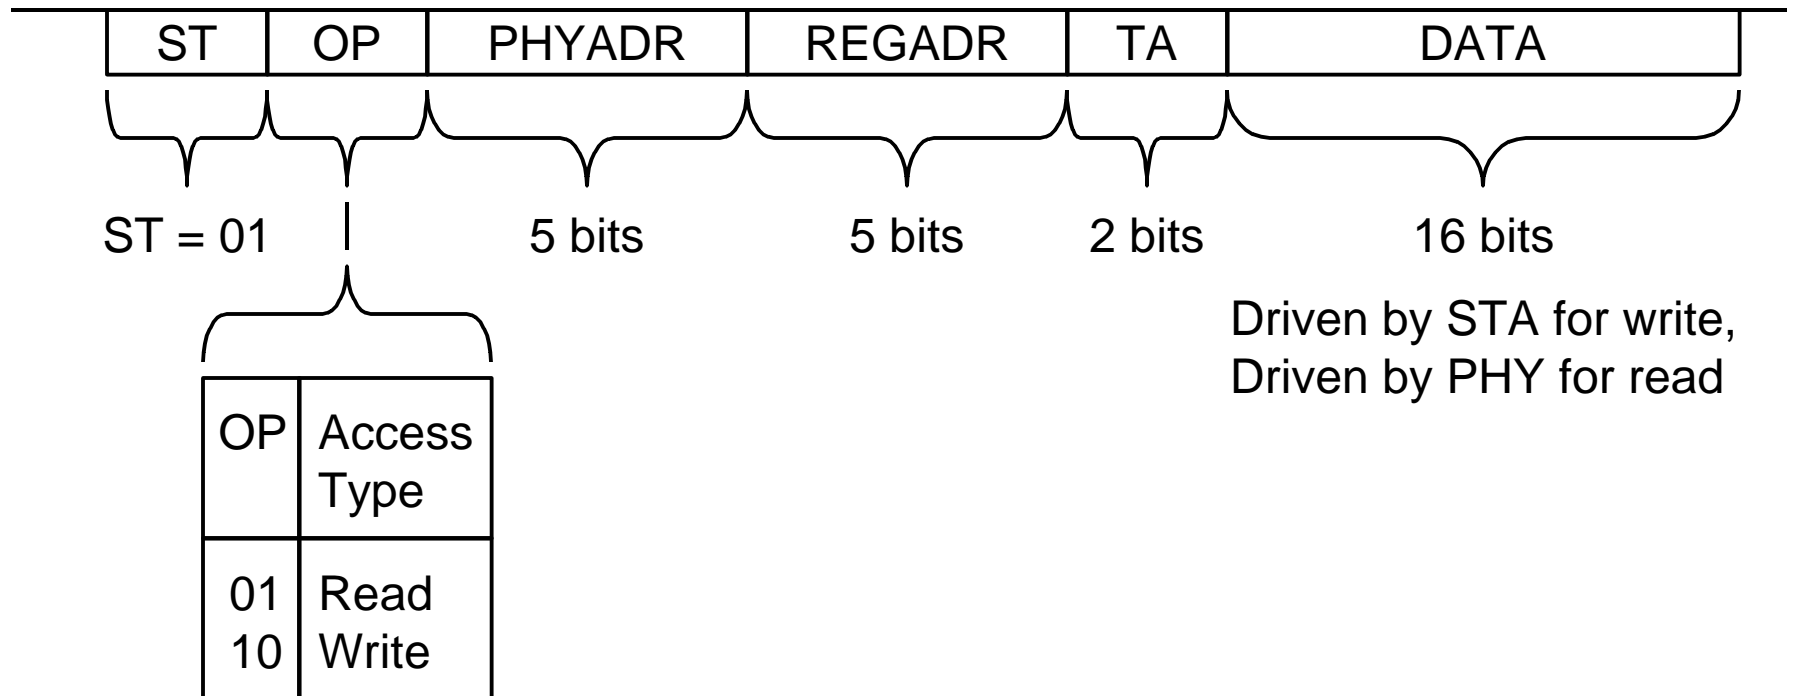 ST OP PHYADR REGADR TA DATA
ST = 01 5 bits 5 bits 2 bits 16 bits
Driven by STA for write,
Driven by PHY for read
OP Access
Type
01 Read
10 Write